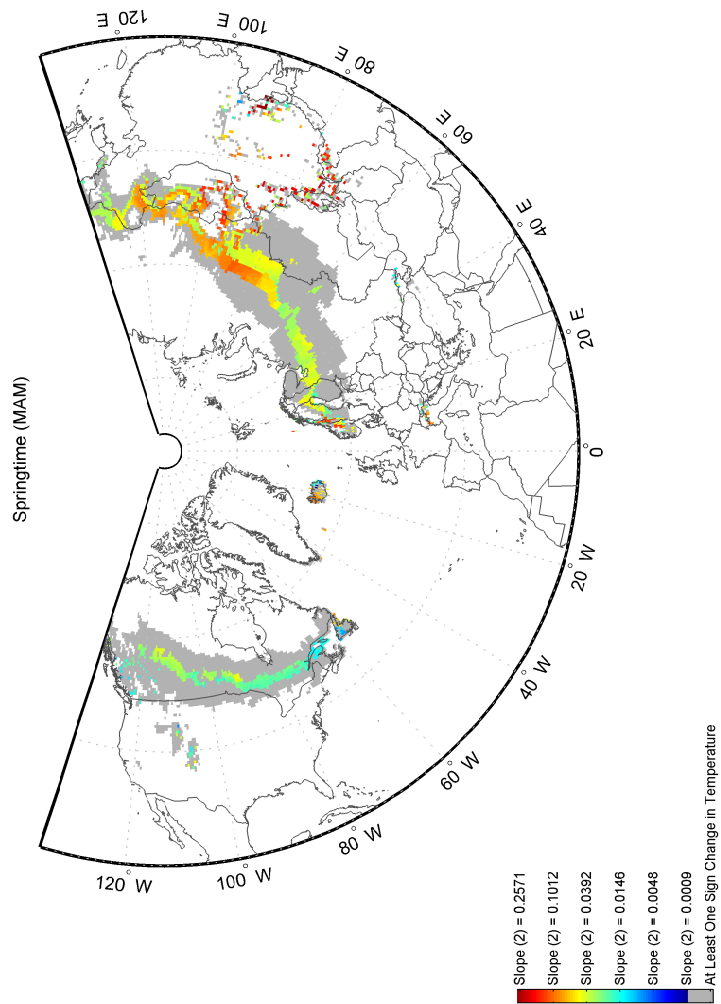 Springtime (MAM)
120 E
100 E
80 E
60 E
40 E
20 E
0
20 W
40 W
60 W
80 W
100 W
120 W
Slope (2) = 0.2571
Slope (2) = 0.1012
Slope (2) = 0.0392
Slope (2) = 0.0146
Slope (2) = 0.0048
Slope (2) = 0.0009
At Least One Sign Change in Temperature